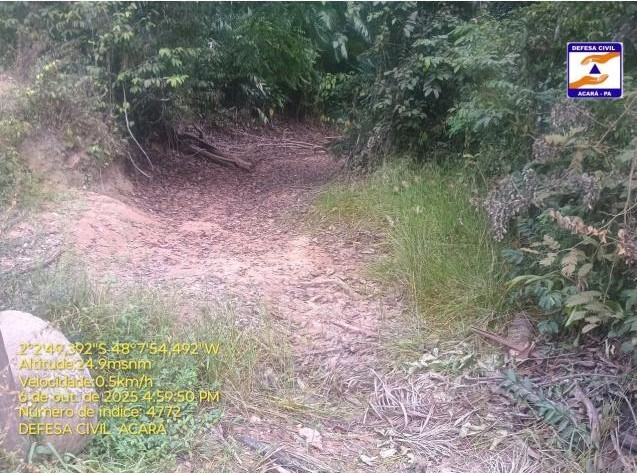 DEFESA CIVIL
ACARÁ - PA
2°2'49,392"S 48°7'54,492"W
Altitude:24.9msnm
Velocidade:0.5km/h
6 de out. de 2025 4:59:50 PM
Número de índice: 4772
DEFESA CIVIL ACARÁ